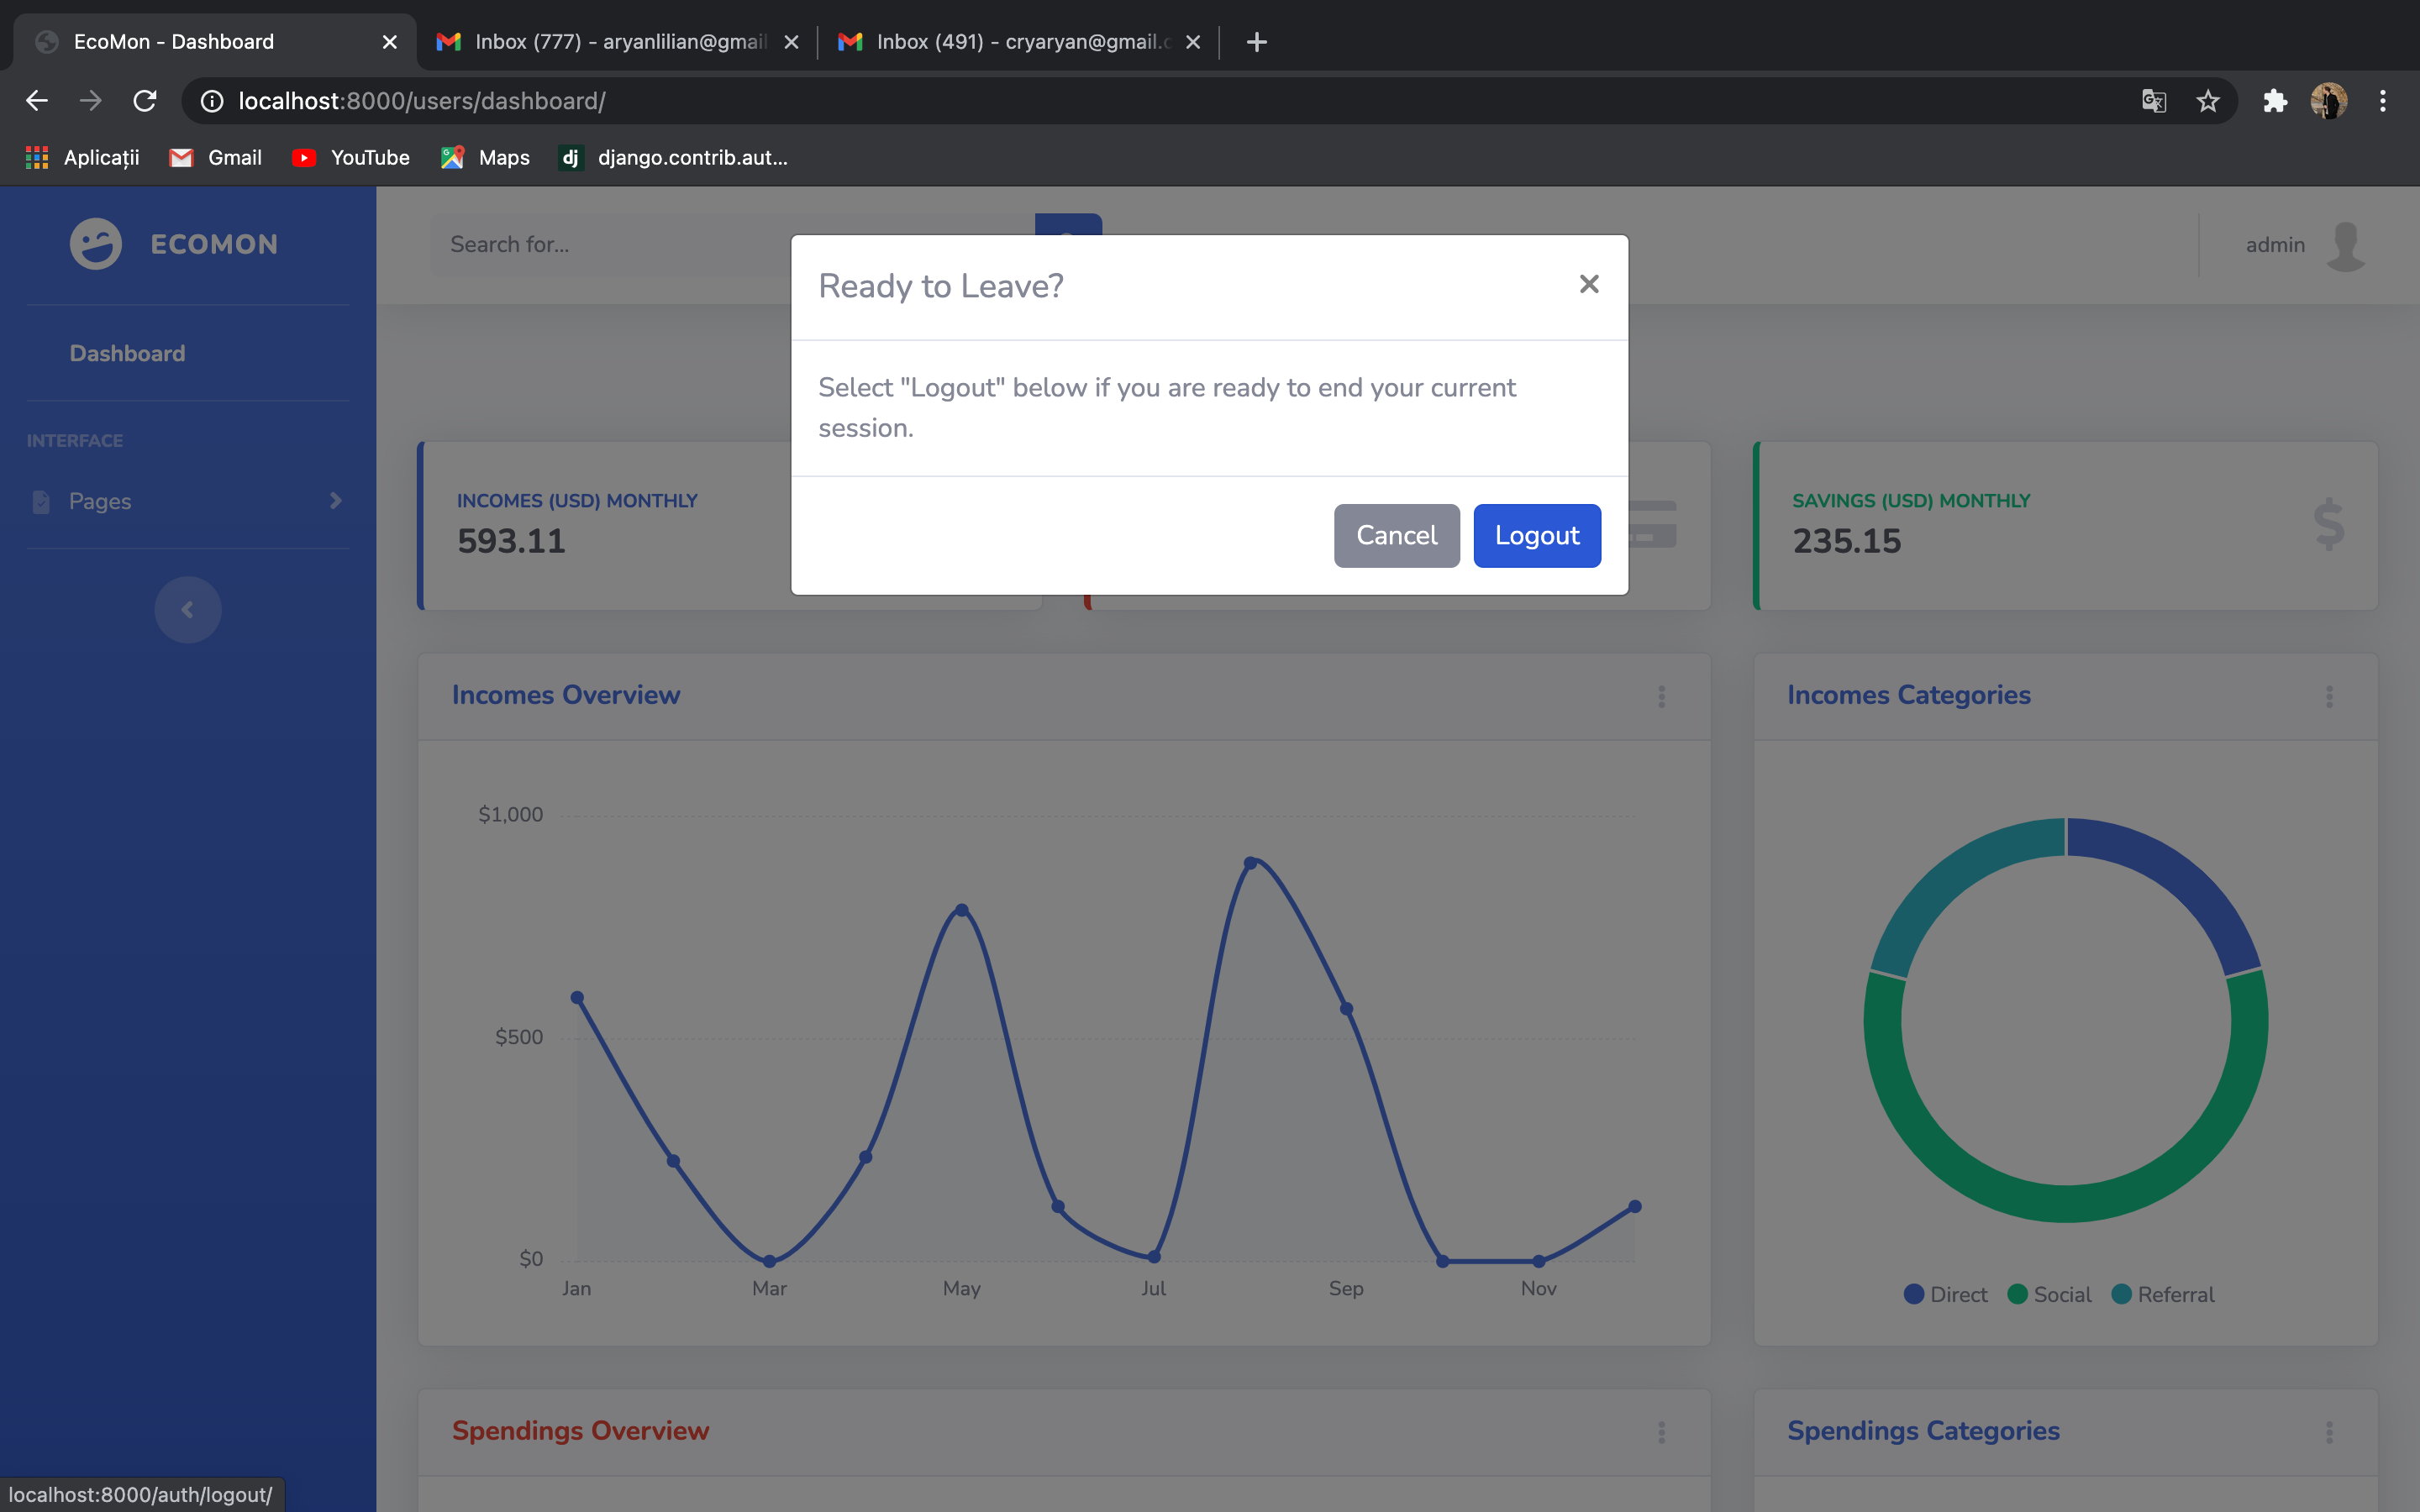 EcoMon - Dashboard
Inbox (777) - aryanlilian@gmail
Inbox (491) - cryaryan@gmail.c
localhost:8000/users/dashboard/
Aplicații
Gmail
YouTube
Maps
dj
django.contrib.aut...
ECOMON
Search for...
admin
Ready to Leave?
Select "Logout" below if you are ready to end your current
session.
Cancel
Logout
Dashboard
INTERFACE
Pages
INCOMES (USD) MONTHLY
593.11
SAVINGS (USD) MONTHLY
235.15
$
Incomes Overview
$1,000
$500
$0
Jan
Mar
May
Jul
Sep
Nov
Incomes Categories
Direct
Social
Referral
Spendings Overview
Spendings Categories
localhost:8000/auth/logout/